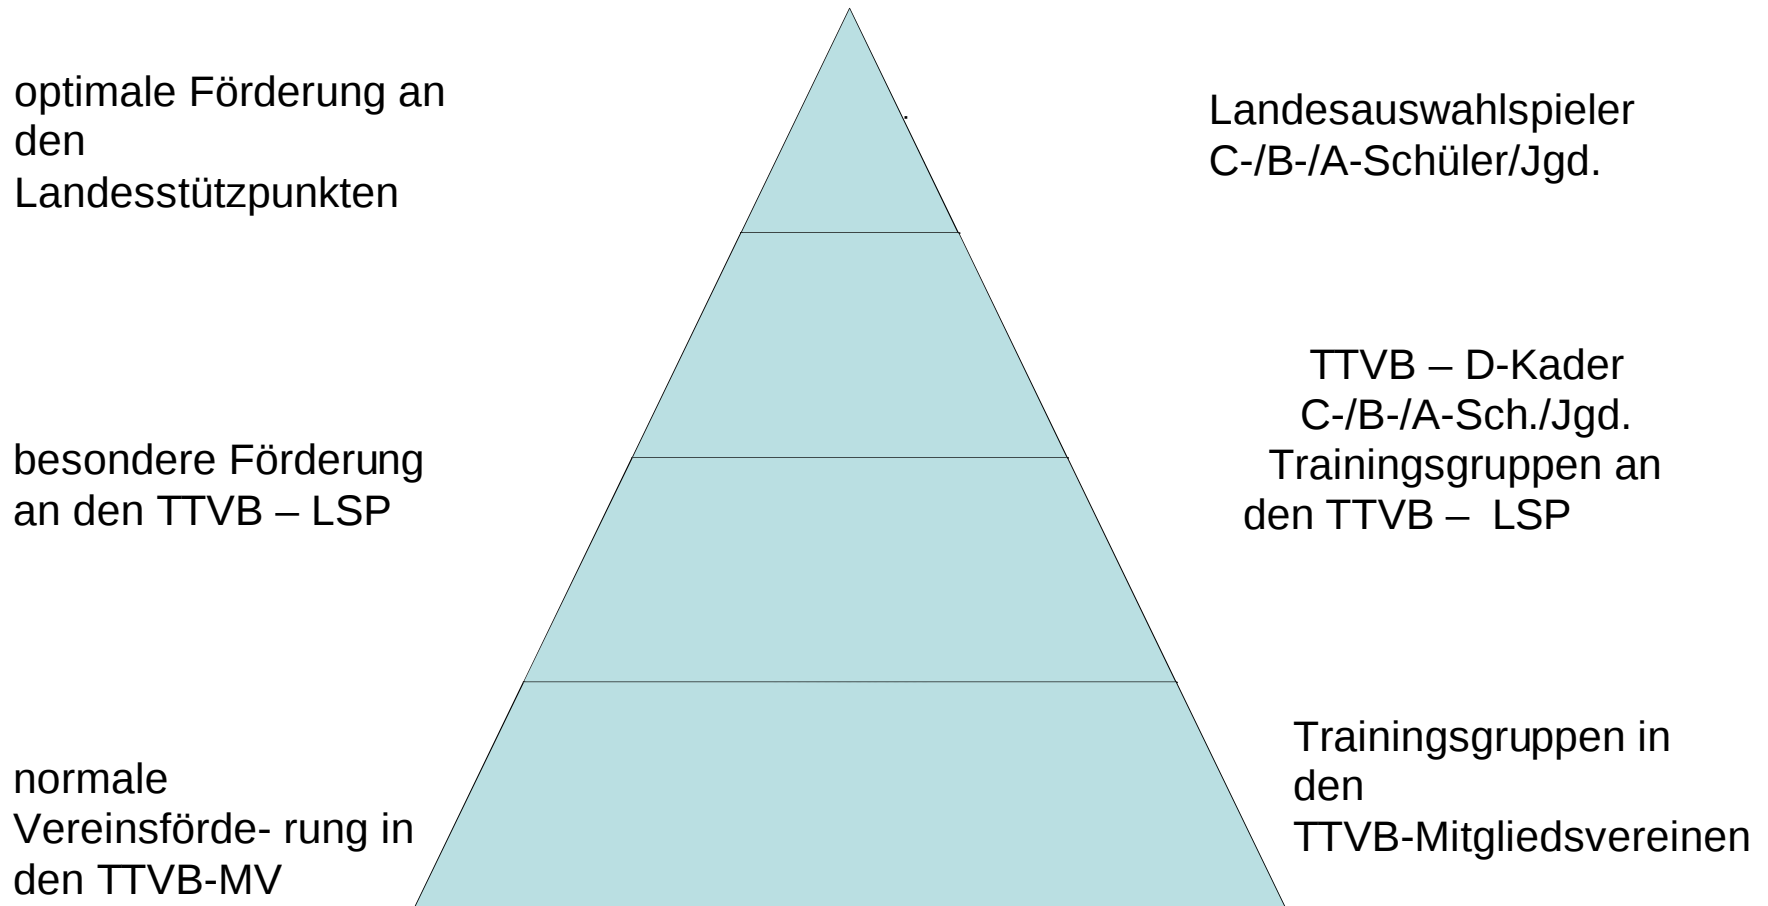 optimale Förderung an
den
Landesstützpunkten
Landesauswahlspieler
C-/B-/A-Schüler/Jgd.
.
TTVB – D-Kader
C-/B-/A-Sch./Jgd.
Trainingsgruppen an
den TTVB – LSP
besondere Förderung
an den TTVB – LSP
Trainingsgruppen in
den
TTVB-Mitgliedsvereinen
normale
Vereinsförde- rung in
den TTVB-MV